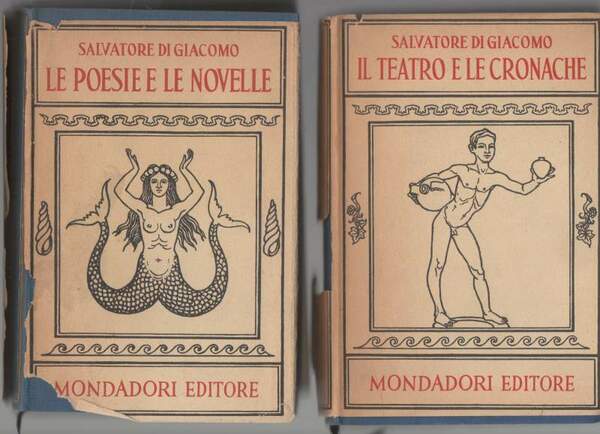 SALVATORE DI GIACOMO
LE POESIE E LE NOVELLE
MONDADORI EDITORE
SALVATORE DI GIACOMO
IL TEATRO E LE CRONACHE
MONDADORI EDITORE